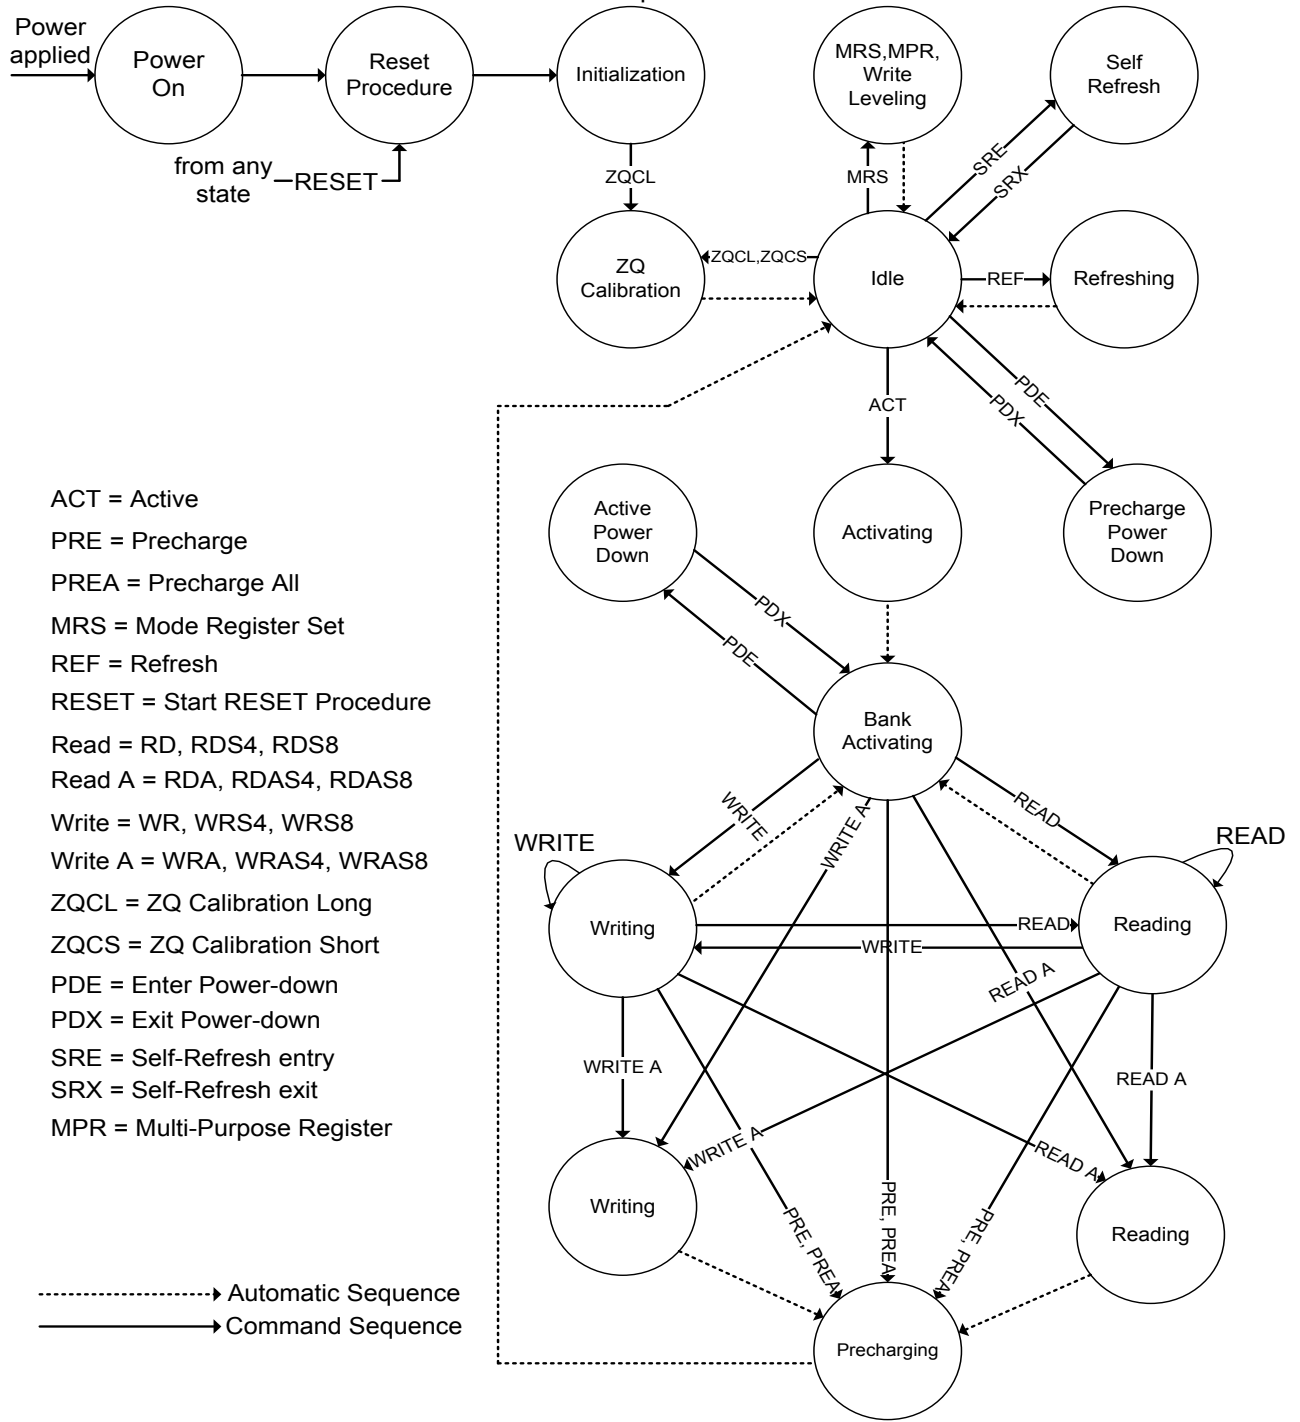 Power
applied
Power
On
Reset
Procedure
Initialization
MRS,MPR,
Write
Leveling
Self
Refresh
from any
state
RESET
ZQCL
MRS
SRE
SRX
ZQ
Calibration
ZQCL,ZQCS
Idle
REF
Refreshing
ACT
PDE
PDX
ACT = Active
PRE = Precharge
PREA = Precharge All
MRS = Mode Register Set
REF = Refresh
RESET = Start RESET Procedure
Read = RD, RDS4, RDS8
Read A = RDA, RDAS4, RDAS8
Write = WR, WRS4, WRS8
Write A = WRA, WRAS4, WRAS8
ZQCL = ZQ Calibration Long
ZQCS = ZQ Calibration Short
PDE = Enter Power-down
PDX = Exit Power-down
SRE = Self-Refresh entry
SRX = Self-Refresh exit
MPR = Multi-Purpose Register
Automatic Sequence
Command Sequence
Active
Power
Down
Activating
Precharge
Power
Down
PDX
PDE
Bank
Activating
WRITE
WRITE A
READ
WRITE
READ
Writing
READ
WRITE
Reading
READ A
WRITE A
READ A
WRITE A
READ A
Writing
PRE, PREA
PRE, PREA
PRE, PREA
Reading
Precharging